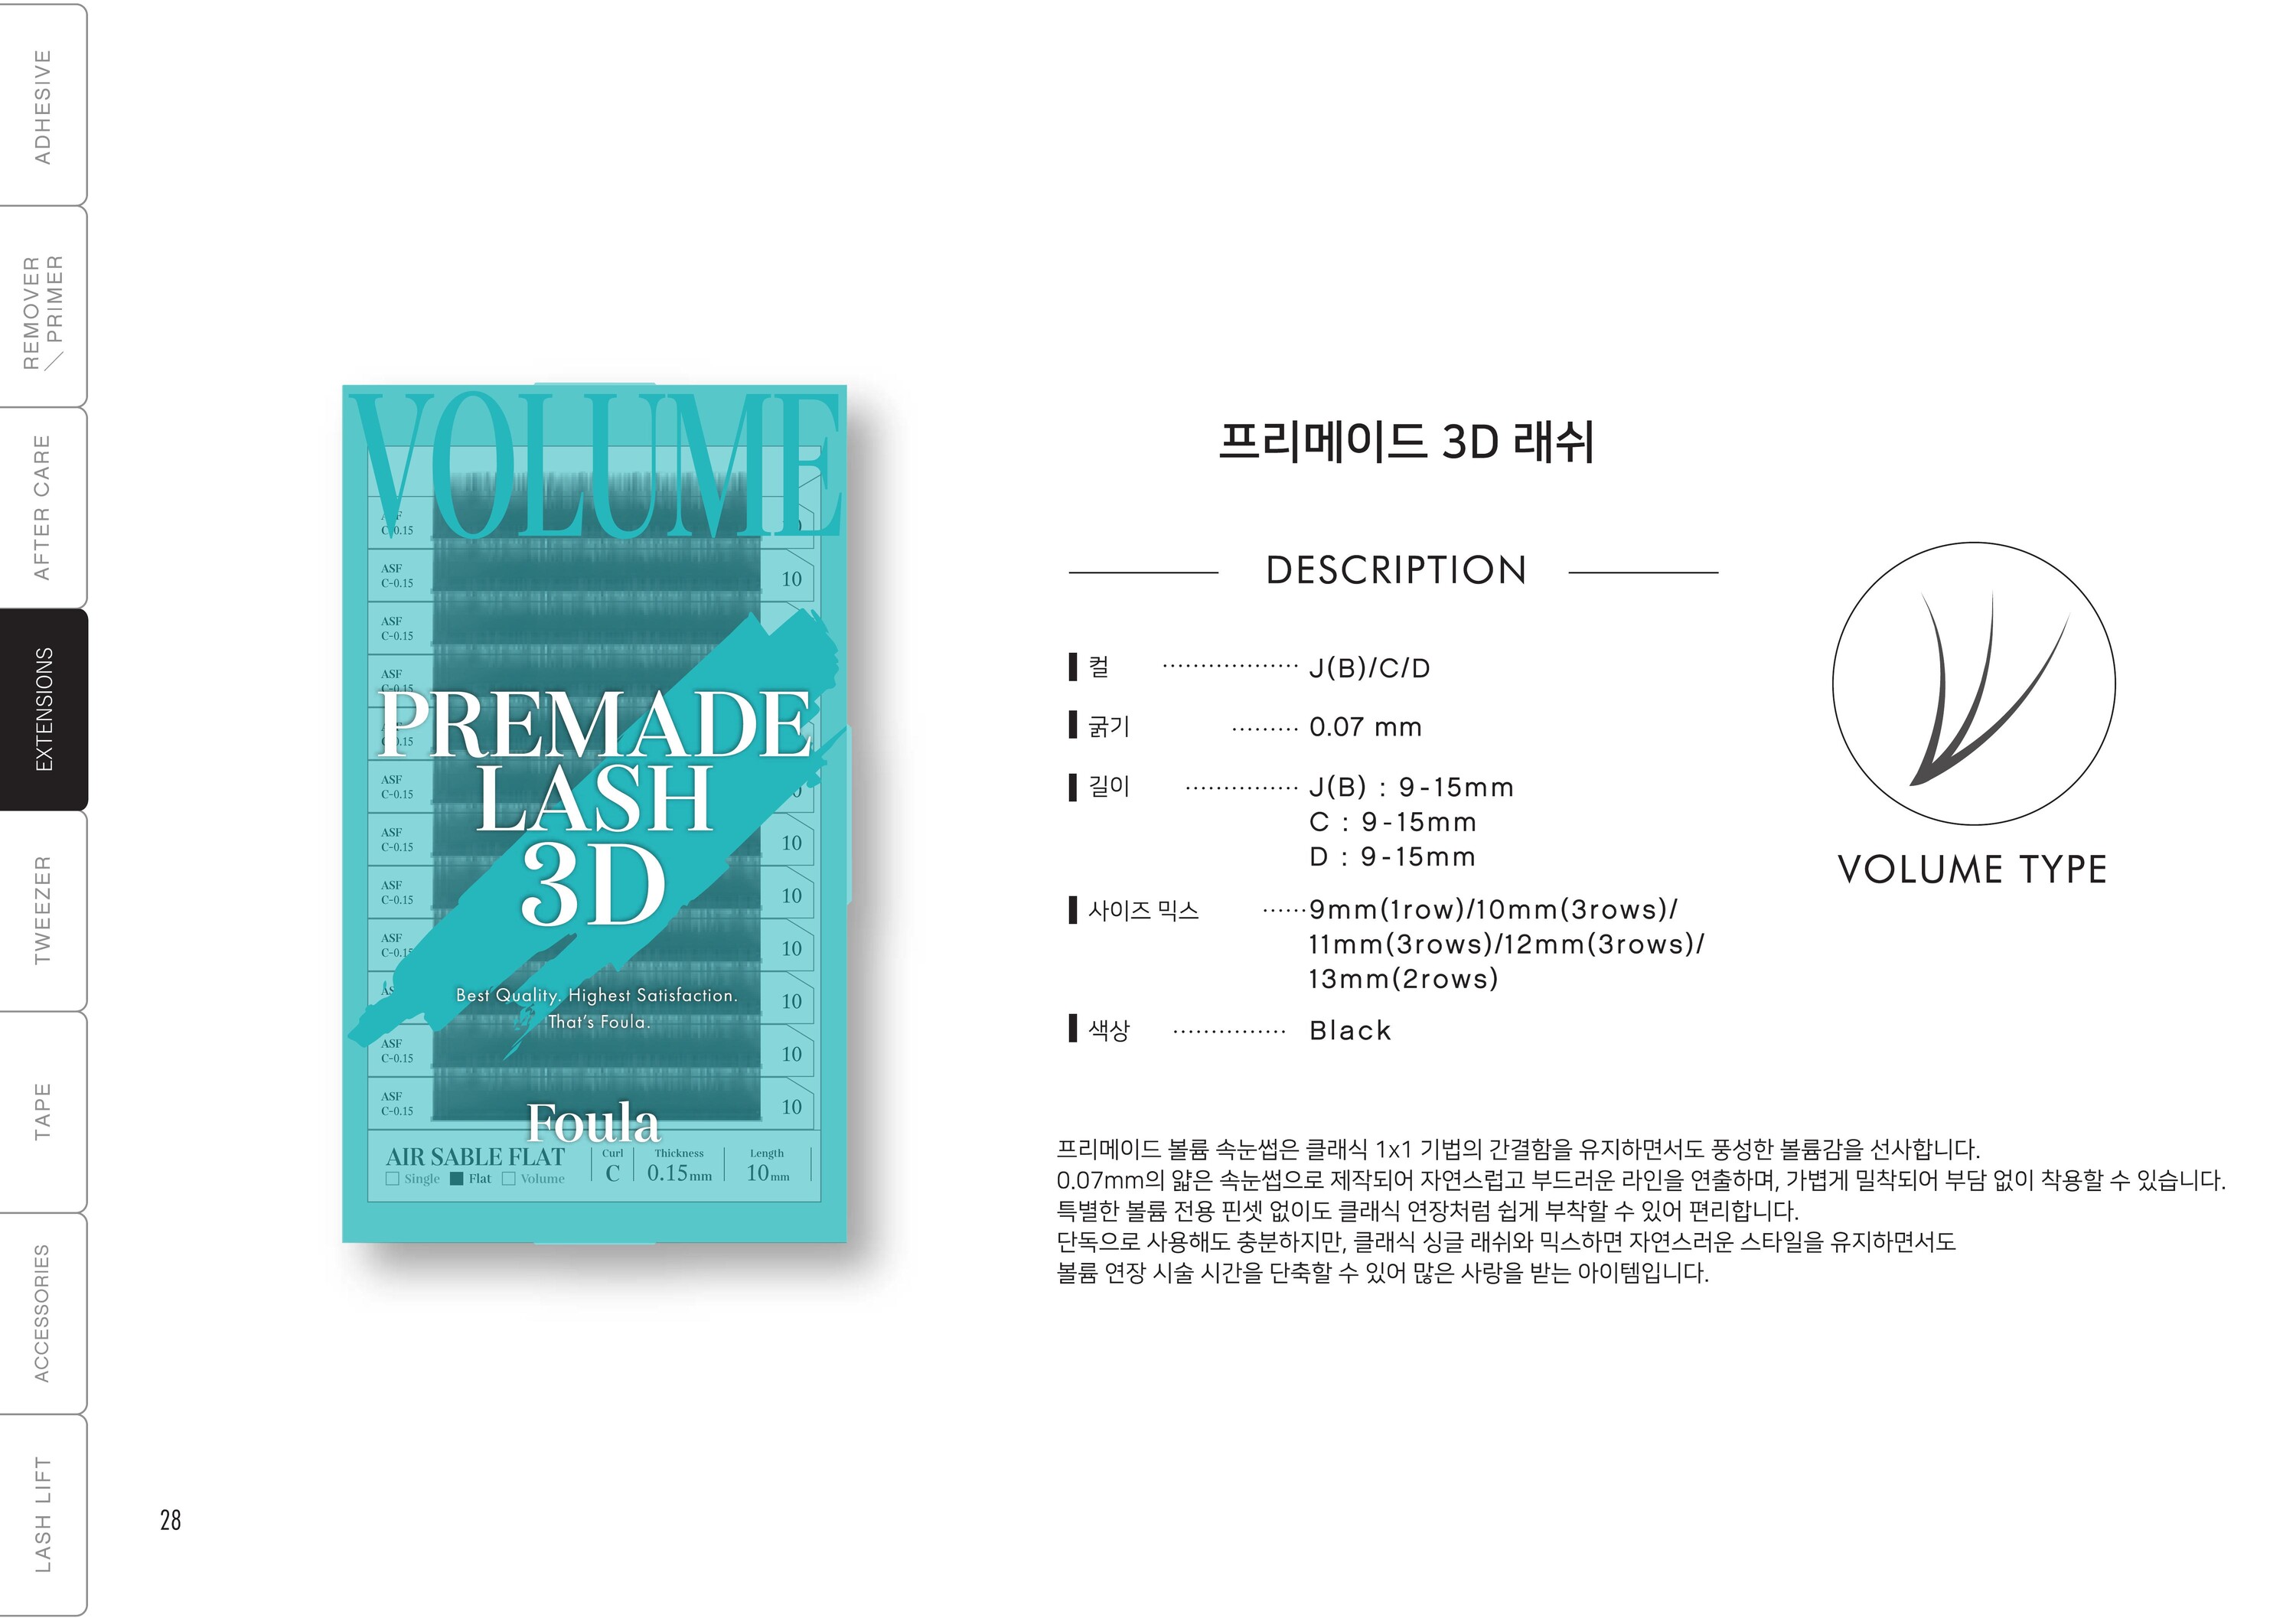 ADHESIVE
REMOVER
/ PRIMER
AFTER CARE
EXTENSIONS
TWEEZER
TAPE
ACCESSORIES
LASH LIFT
VOLUME
C-0.15
ASF
C-0.15
10
ASF
C-0.15
ASF
C-0.15
PREMADE
LASH
3D
ASF
C-0.15
ASF
C-0.15
10
ASF
C-0.15
10
ASF
C-0.15
10
10
Best Quality. Highest Satisfaction.
That's Foula.
ASF
C-0.15
10
ASF
C-0.15
10
Foula
AIR SABLE FLAT
Single Flat Volume
Curl
C
Thickness
0.15mm
Length
10mm
프리메이드 3D 래쉬
DESCRIPTION
컬 ·················· J(B)/C/D
굵기 ········· 0.07 mm
길이 ··············· J(B) : 9-15mm
C : 9-15mm
D : 9-15mm
사이즈 믹스 ······9mm(1row)/10mm(3rows)/
11mm(3rows)/12mm(3rows)/
13mm(2rows)
색상 ··············· Black
VOLUME TYPE
프리메이드 볼륨 속눈썹은 클래식 1x1 기법의 간결함을 유지하면서도 풍성한 볼륨감을 선사합니다.
0.07mm의 얇은 속눈썹으로 제작되어 자연스럽고 부드러운 라인을 연출하며, 가볍게 밀착되어 부담 없이 착용할 수 있습니다.
특별한 볼륨 전용 핀셋 없이도 클래식 연장처럼 쉽게 부착할 수 있어 편리합니다.
단독으로 사용해도 충분하지만, 클래식 싱글 래쉬와 믹스하면 자연스러운 스타일을 유지하면서도
볼륨 연장 시술 시간을 단축할 수 있어 많은 사랑을 받는 아이템입니다.
28